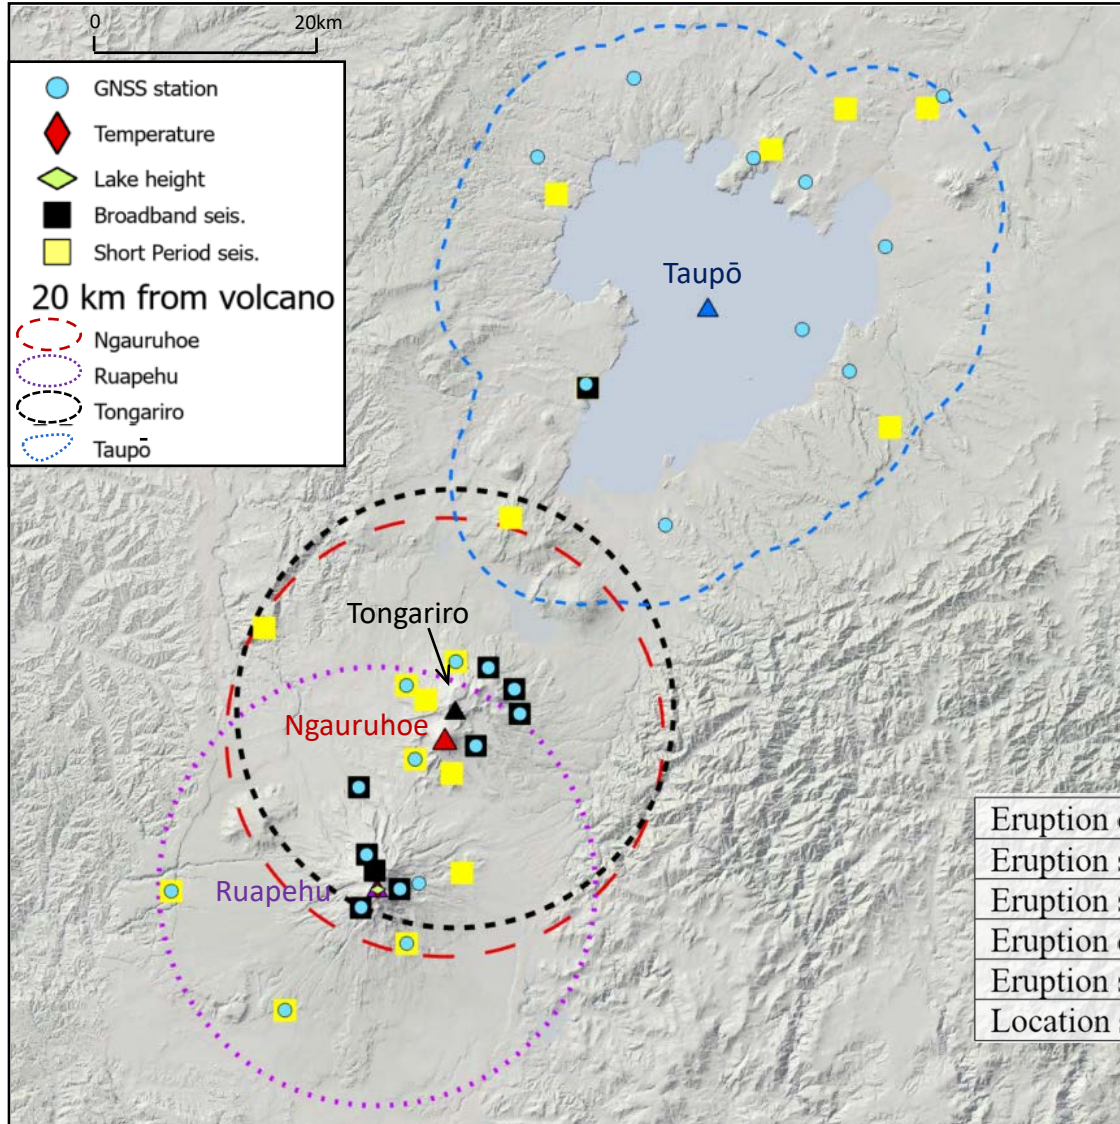 0 20km
GNSS station
Temperature
Lake height
Broadband seis.
Short Period seis.
20 km from volcano
Ngauruhoe
Ruapehu
Tongariro
Taupō
Taupō
Tongariro
Ngauruhoe
Ruapehu
Eruption
Eruption
Eruption
Eruption
Eruption
Location